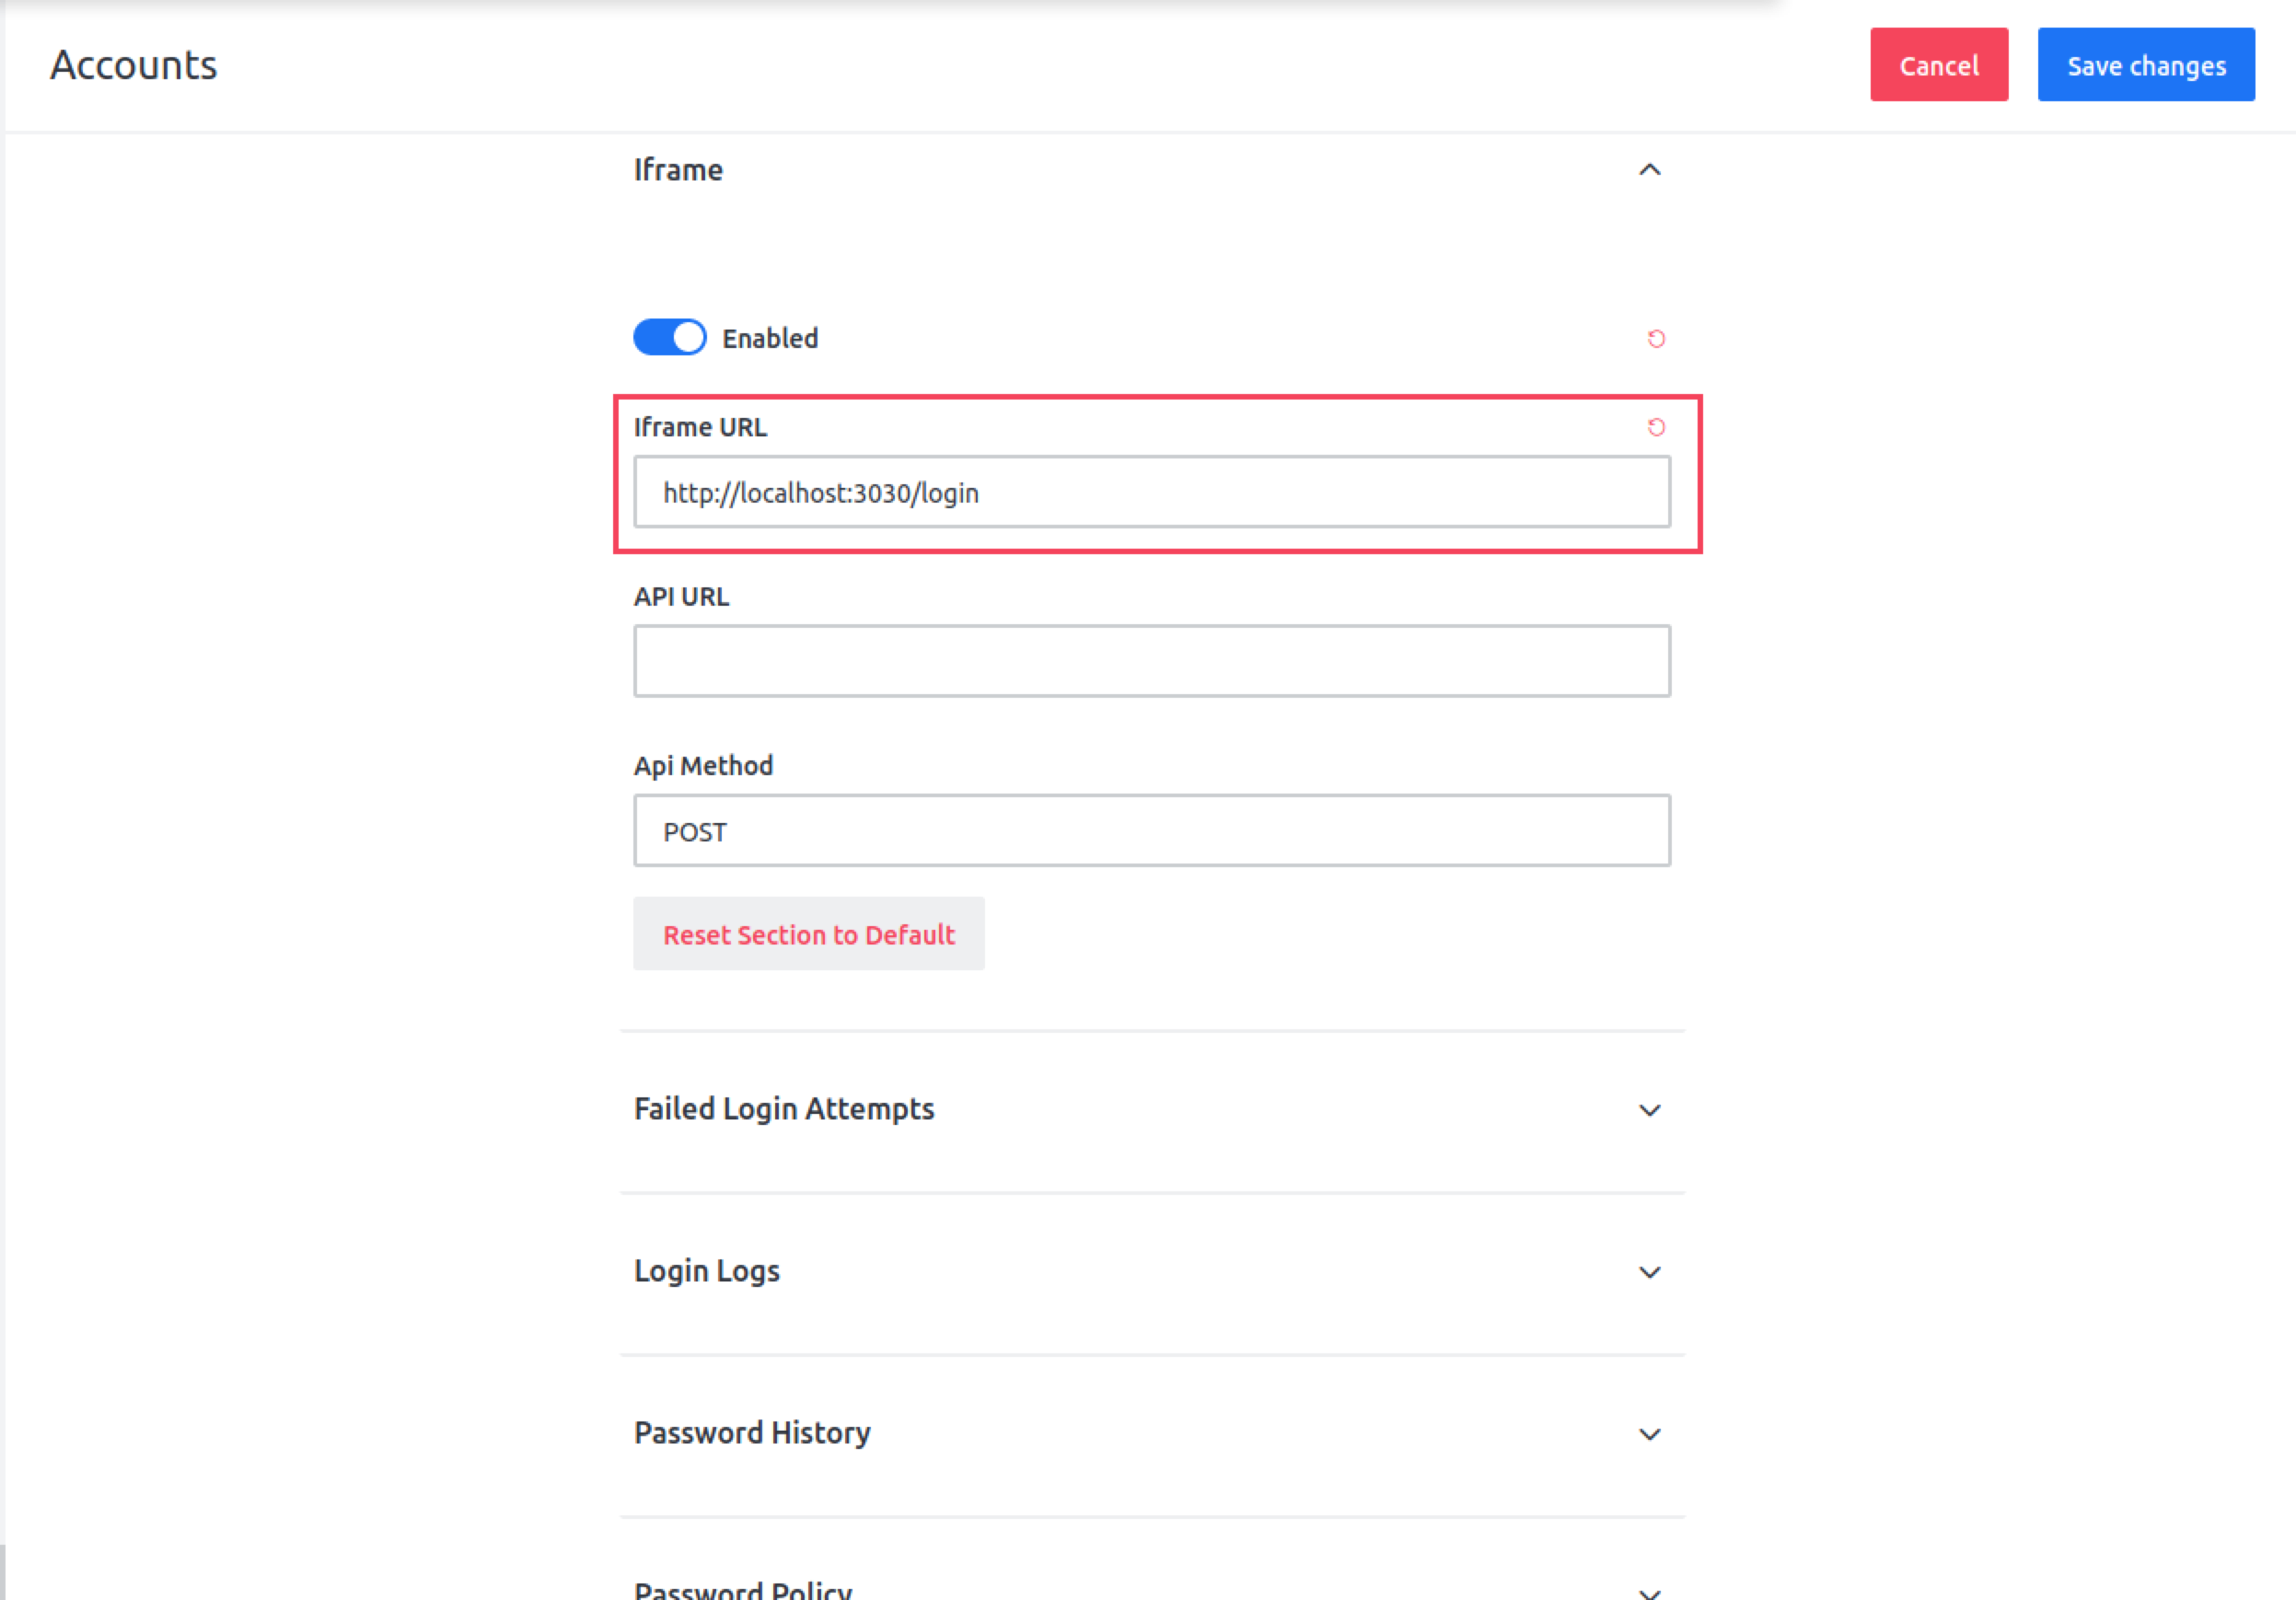 Accounts
Cancel
Save changes
Iframe
Enabled
Iframe URL
http://localhost:3030/login
API URL
Api Method
POST
Reset Section to Default
Failed Login Attempts
Login Logs
Password History
Password Policy